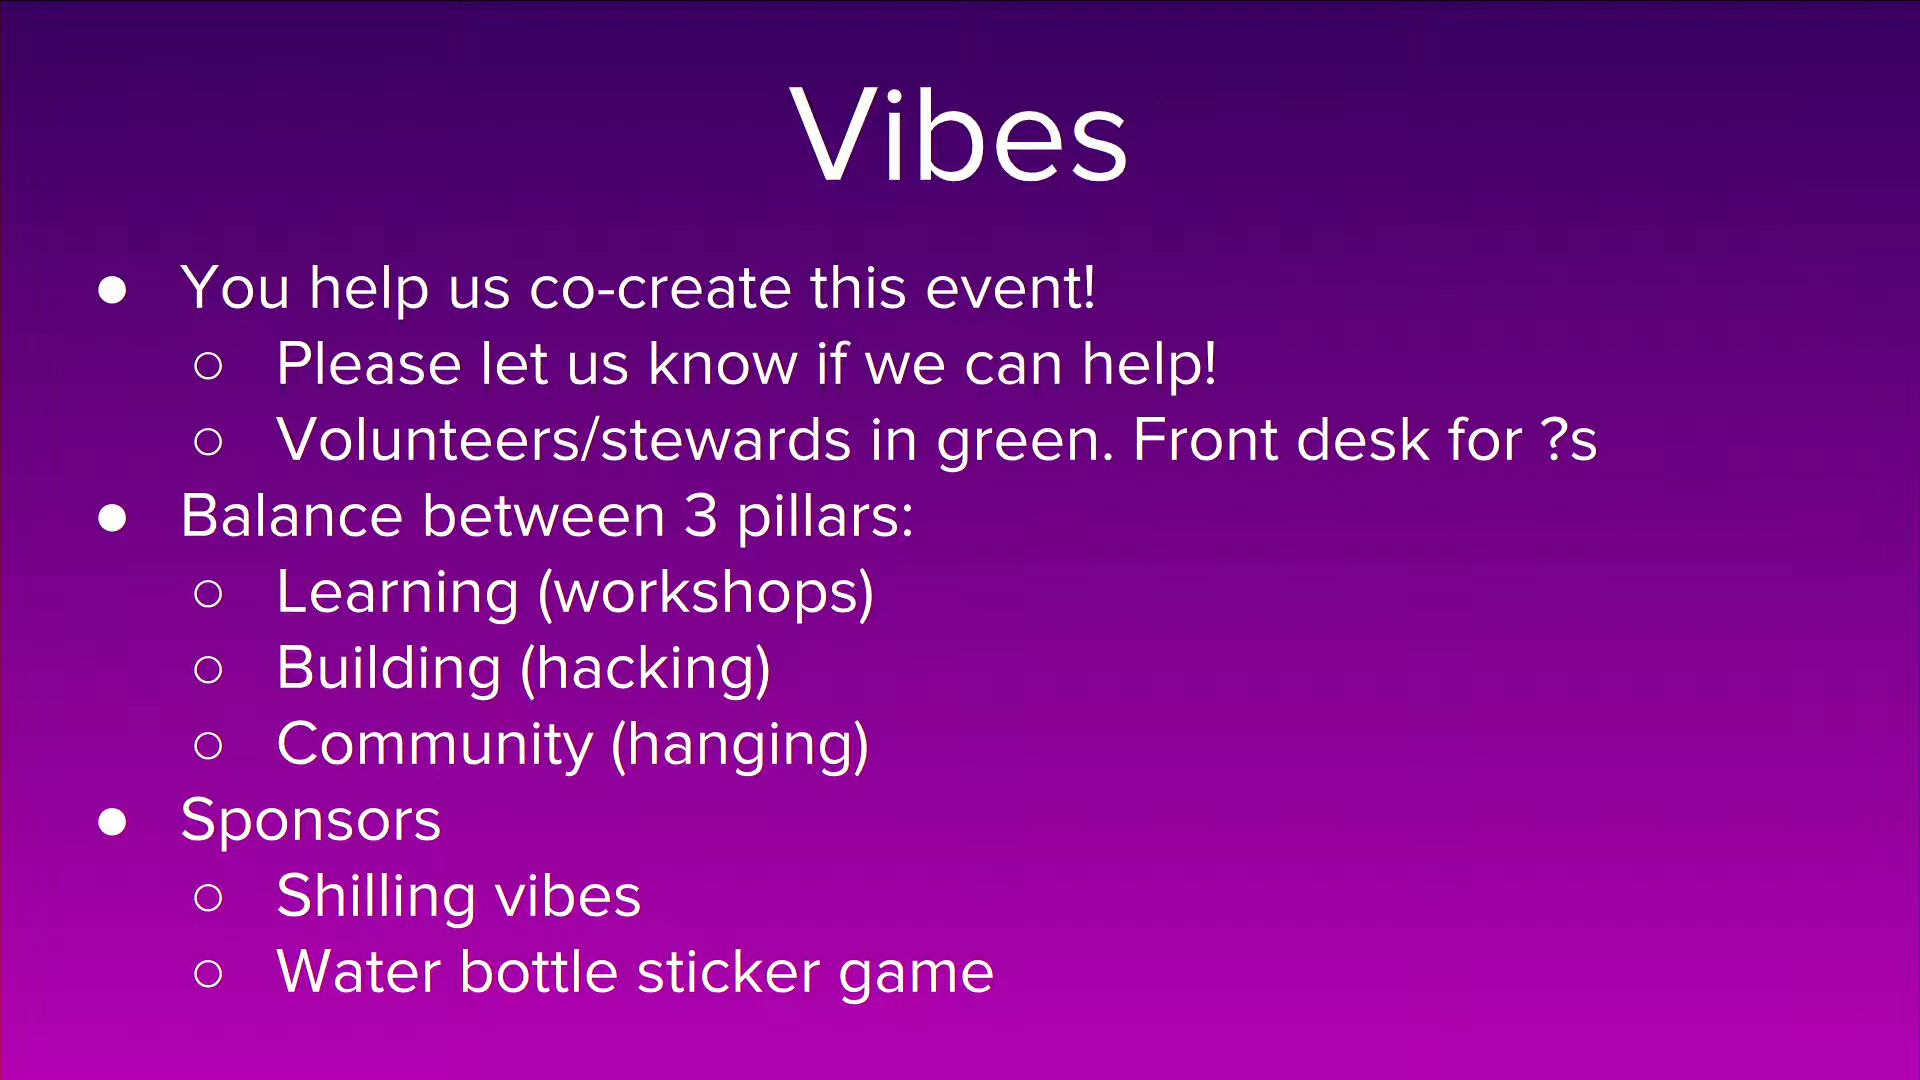 Vibes
● You help us co-create this event!
○ Please let us know if we can help!
○ Volunteers/stewards in green. Front desk for ?s
● Balance between 3 pillars:
○ Learning (workshops)
○ Building (hacking)
○ Community (hanging)
● Sponsors
○ Shilling vibes
○ Water bottle sticker game